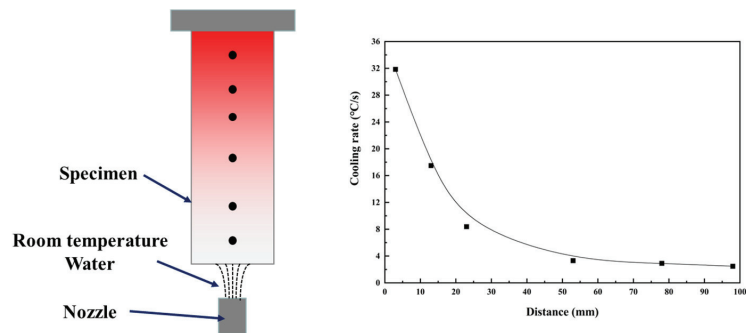 Specimen
Room temperature
Water
Nozzle
Cooling rate (°C/s)
36
32
28
24
20
16
12
8
4
0
0 10 20 30 40 50 60 70 80 90 100
Distance (mm)